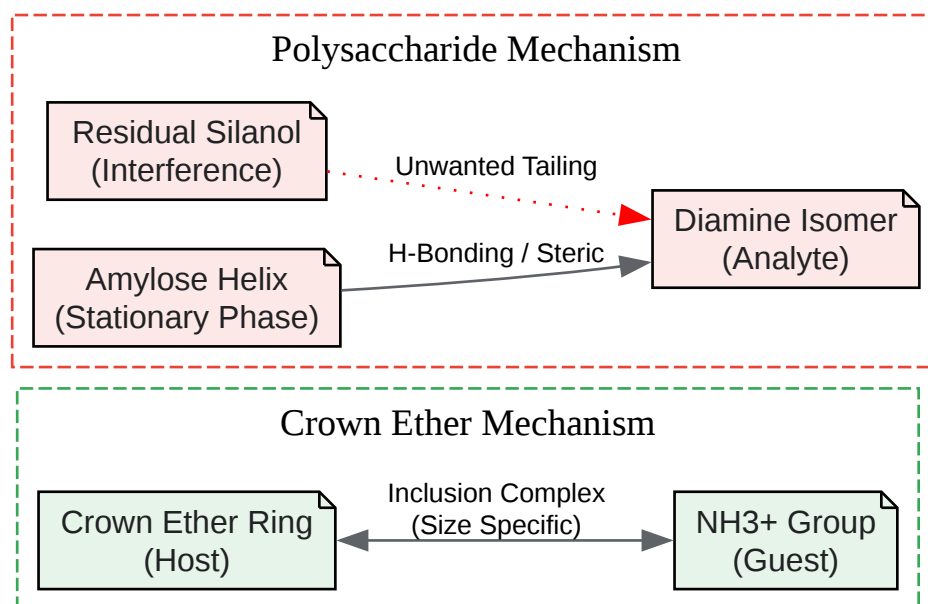 Polysaccharide Mechanism
Residual Silanol
(Interference)
Unwanted Tailing
Diamine Isomer
(Analyte)
H-Bonding / Steric
Amylose Helix
(Stationary Phase)
Crown Ether Mechanism
Crown Ether Ring
(Host)
Inclusion Complex
(Size Specific)
NH3+ Group
(Guest)